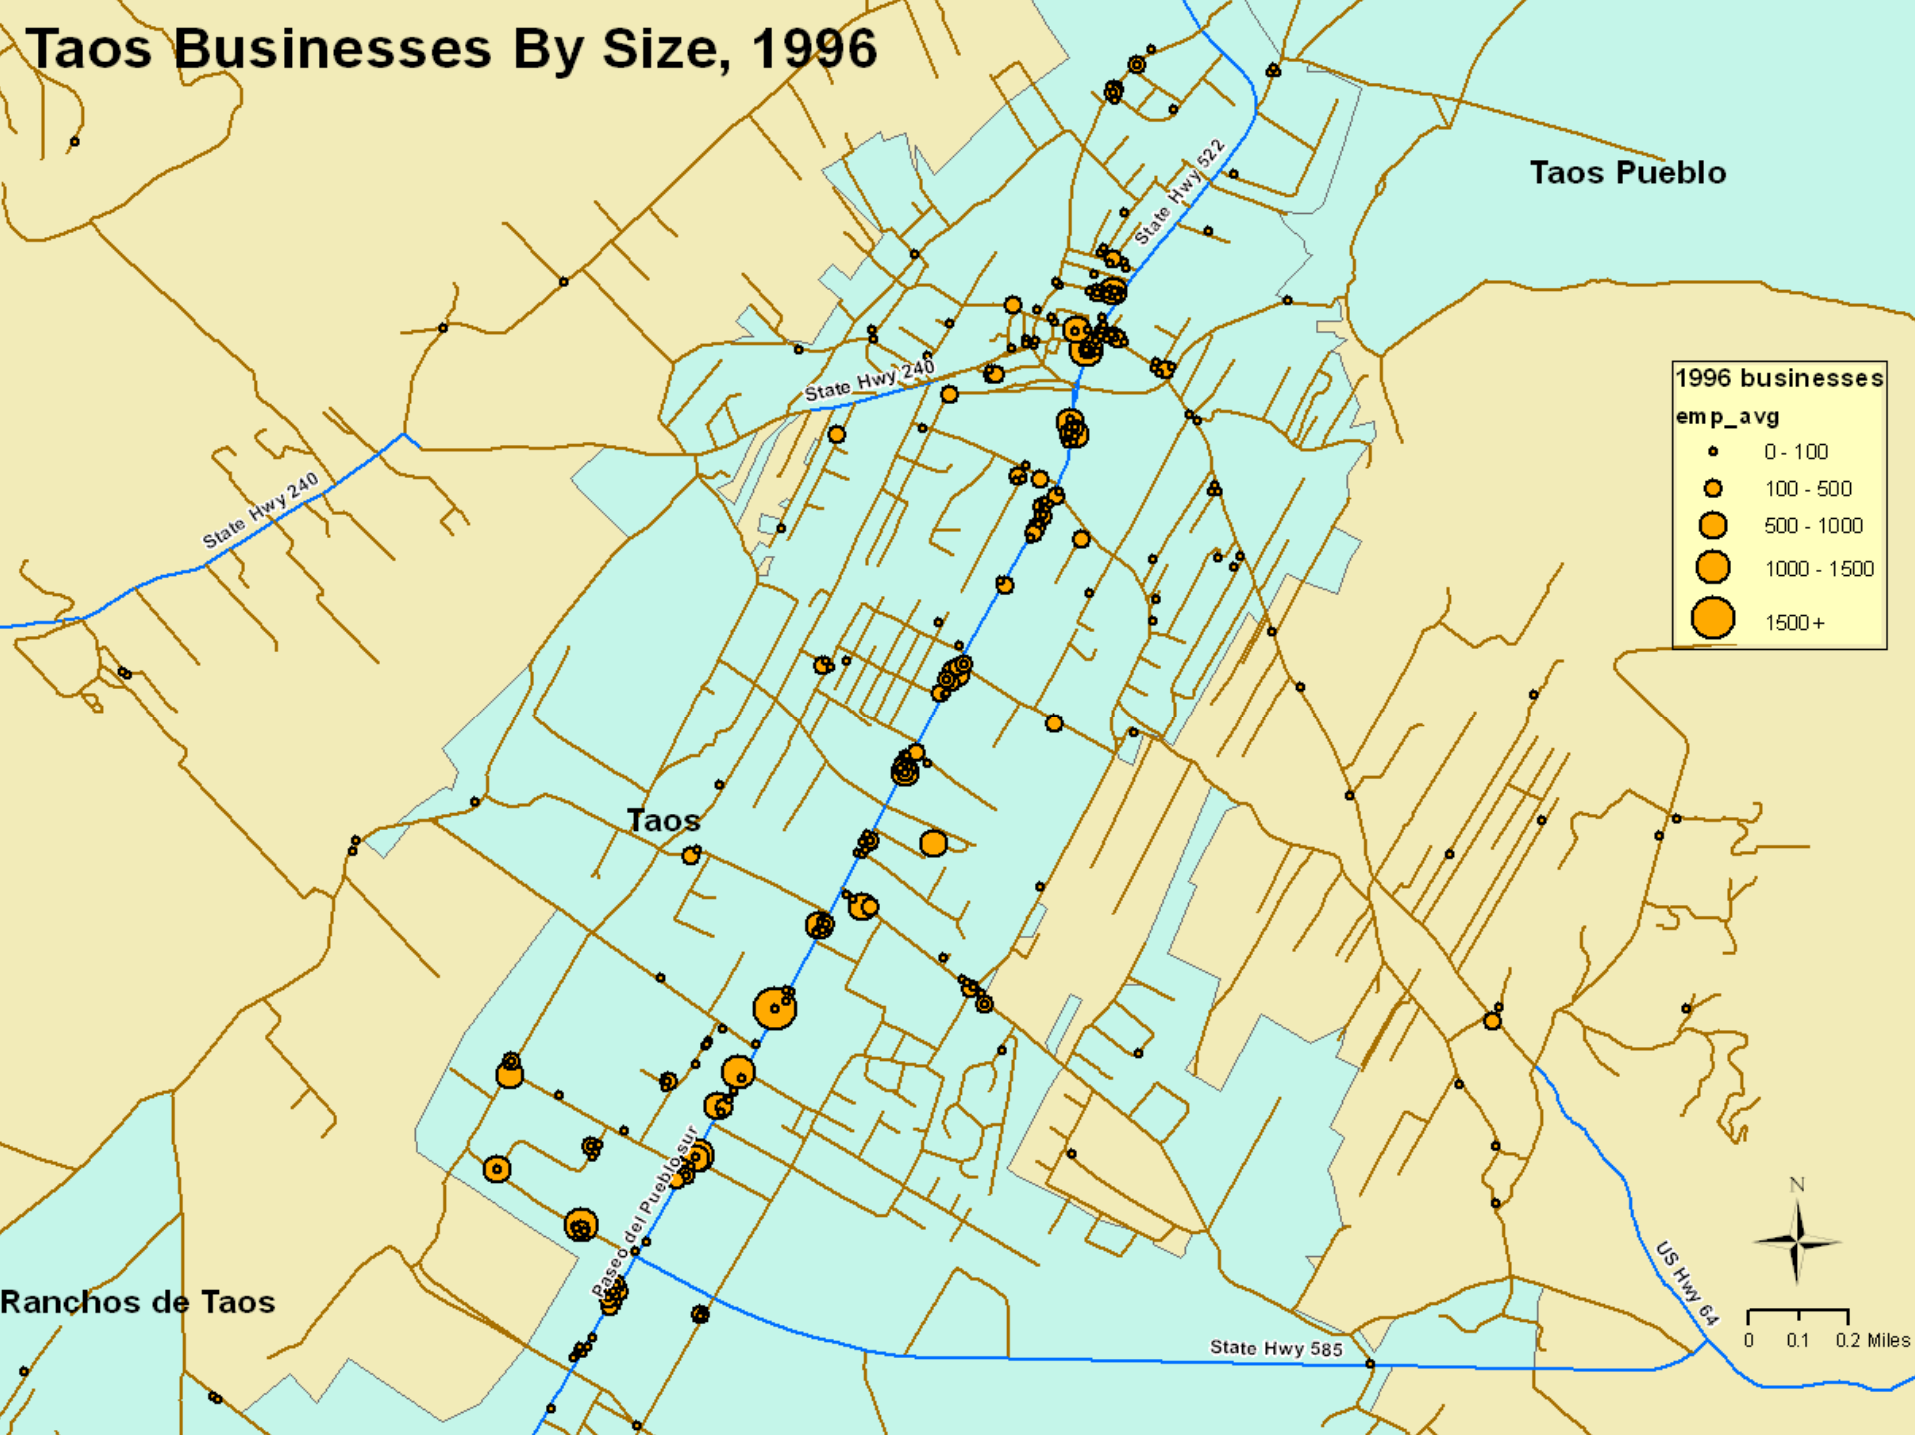 Taos Businesses By Size, 1996
State Hwy 522
Taos Pueblo
State Hwy 240
1996 businesses
emp_avg
0 - 100
100 - 500
500 - 1000
1000 - 1500
1500+
State Hwy 240
Taos
Paseo del Pueblo sur
N
US Hwy 64
Ranchos de Taos
State Hwy 585
0 0.1 0.2 Miles